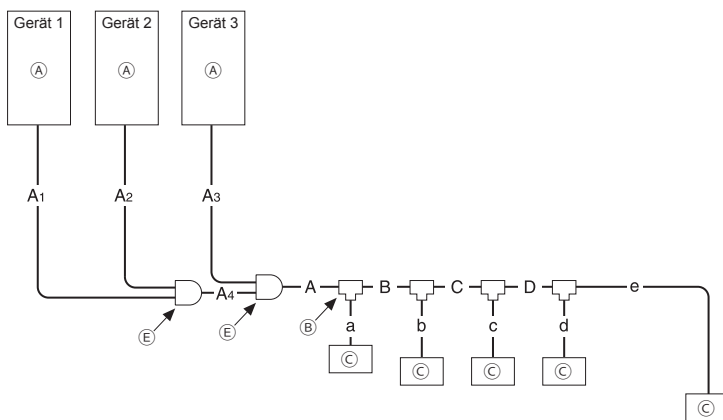 Gerät 1 Gerät 2 Gerät 3
Ⓐ Ⓐ Ⓐ
A1 A2 A3
A4 A B C D e
Ⓔ Ⓔ Ⓑ a b c d
Ⓒ Ⓒ Ⓒ Ⓒ
Ⓒ